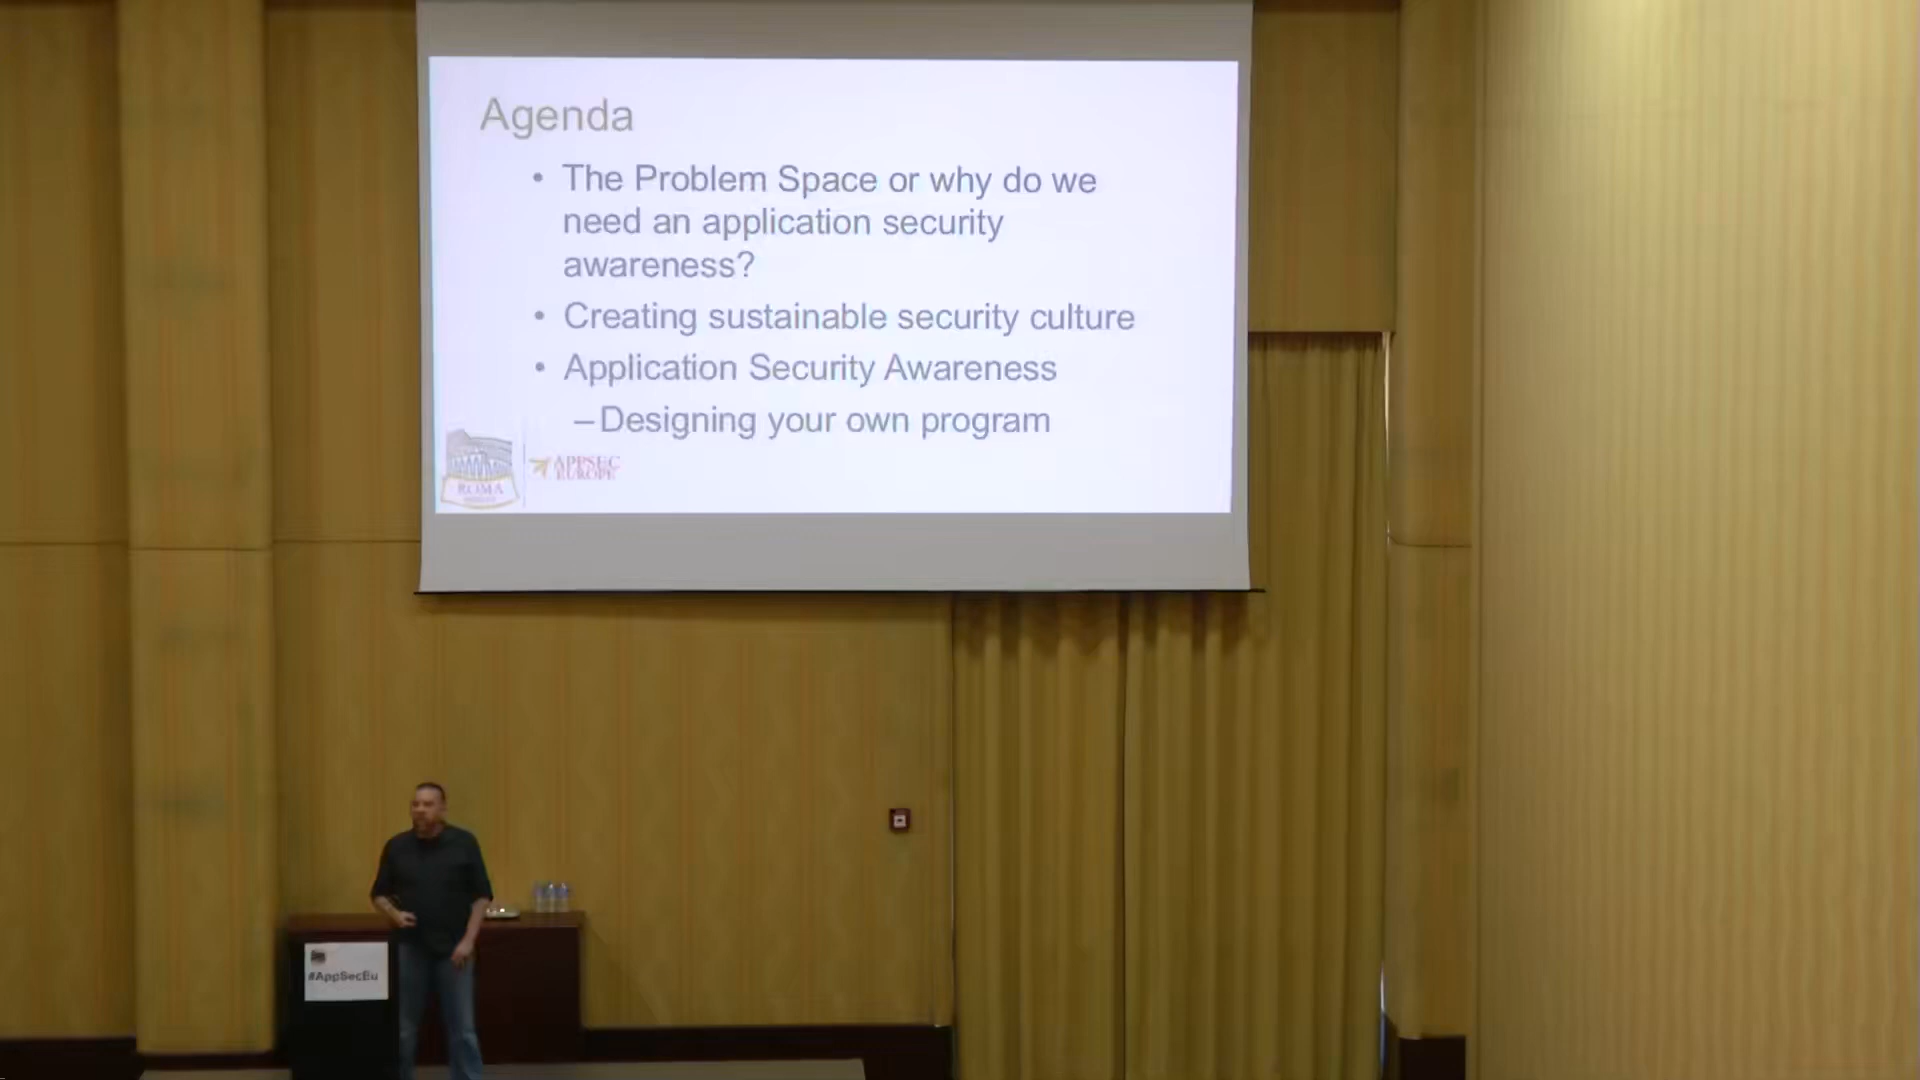 Agenda
• The Problem Space or why do we
need an application security
awareness?
• Creating sustainable security culture
• Application Security Awareness
– Designing your own program
ROMA
APPSEC
EUROPE
#AppSecEu